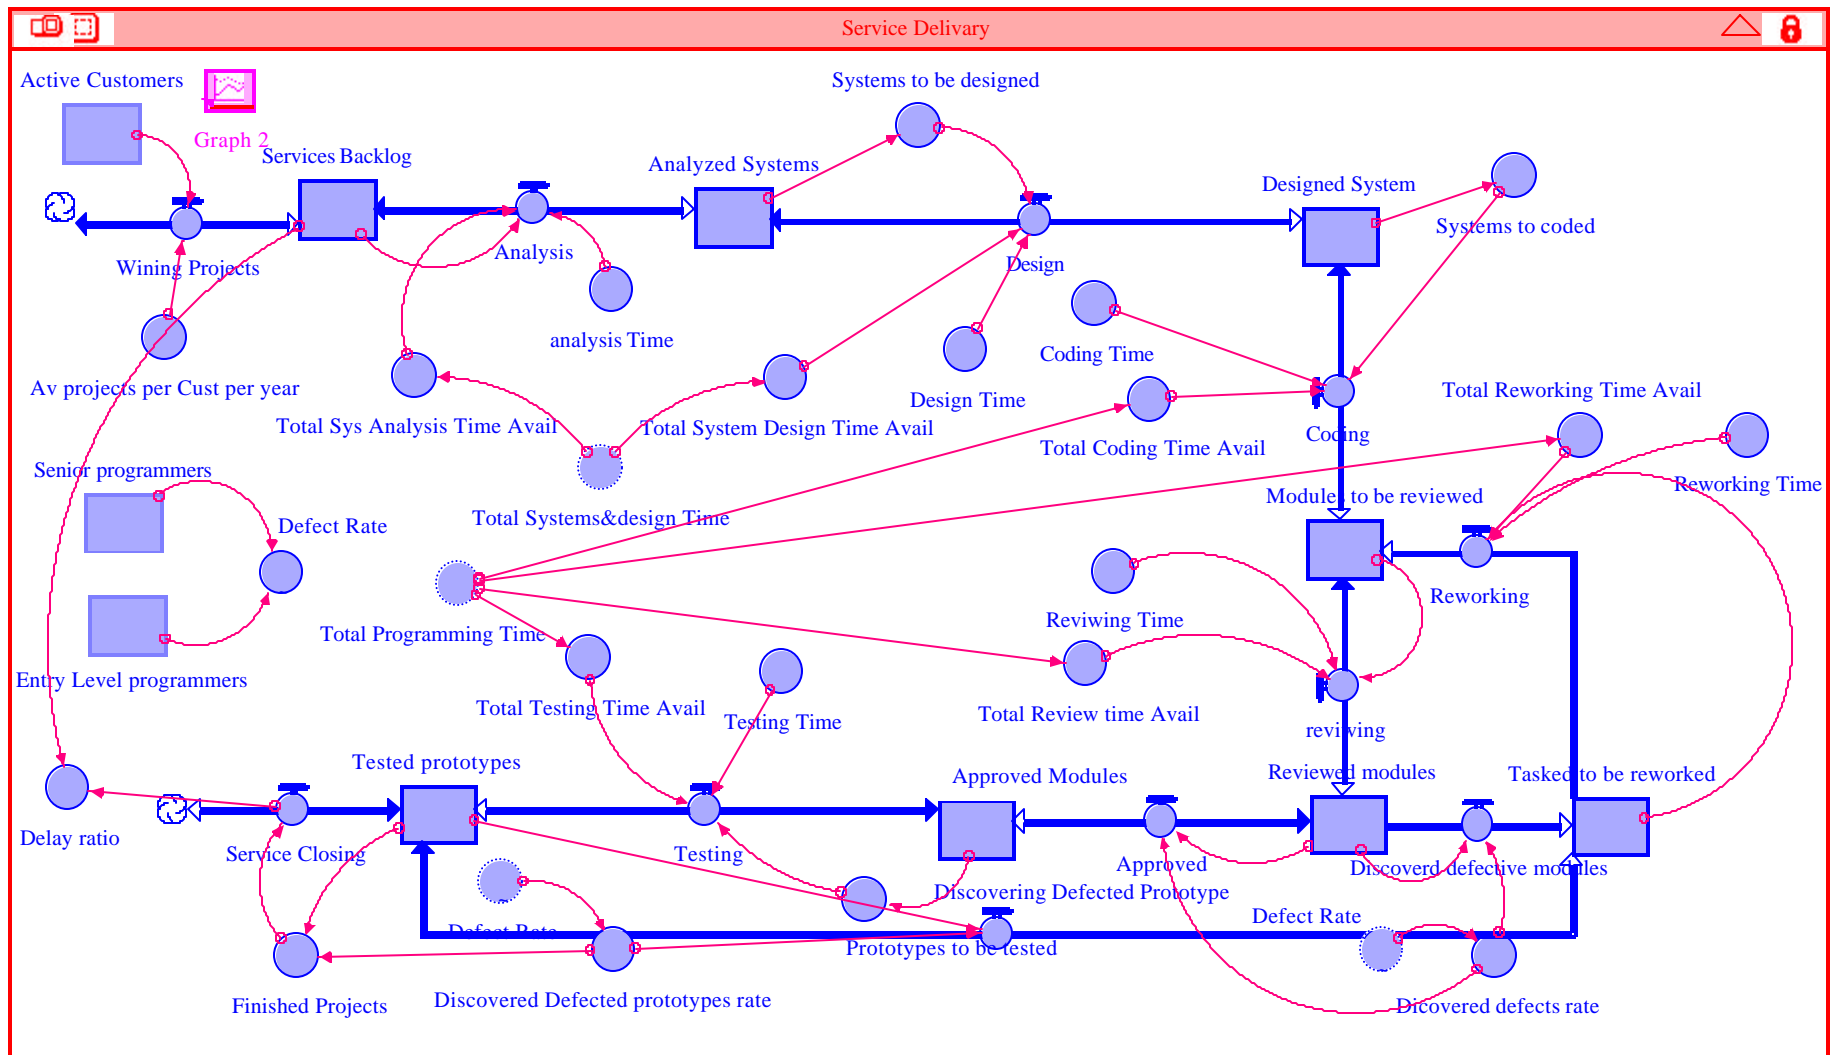 Service Delivary
Active Customers
Systems to be designed
Graph 2
Services Backlog
Analyzed Systems
Designed System
Systems to coded
Wining Projects
Analysis
Design
analysis Time
Coding Time
Av projects per Cust per year
Design Time
Total Reworking Time Avail
Total Sys Analysis Time Avail
Total System Design Time Avail
Total Coding Time Avail
Coding
Senior programmers
Reworking Time
Modules to be reviewed
Total Systems&design Time
Defect Rate
Reworking
Reviwing Time
Total Programming Time
Entry Level programmers
Total Testing Time Avail
Testing Time
Total Review time Avail
reviwing
Tested prototypes
Approved Modules
Reviewed modules
Tasked to be reworked
Delay ratio
Service Closing
Testing
Approved
Discoverd defective modules
Discovering Defected Prototype
Defect Rate
Defect Rate
Prototypes to be tested
Finished Projects
Discovered Defected prototypes rate
Dicovered defects rate